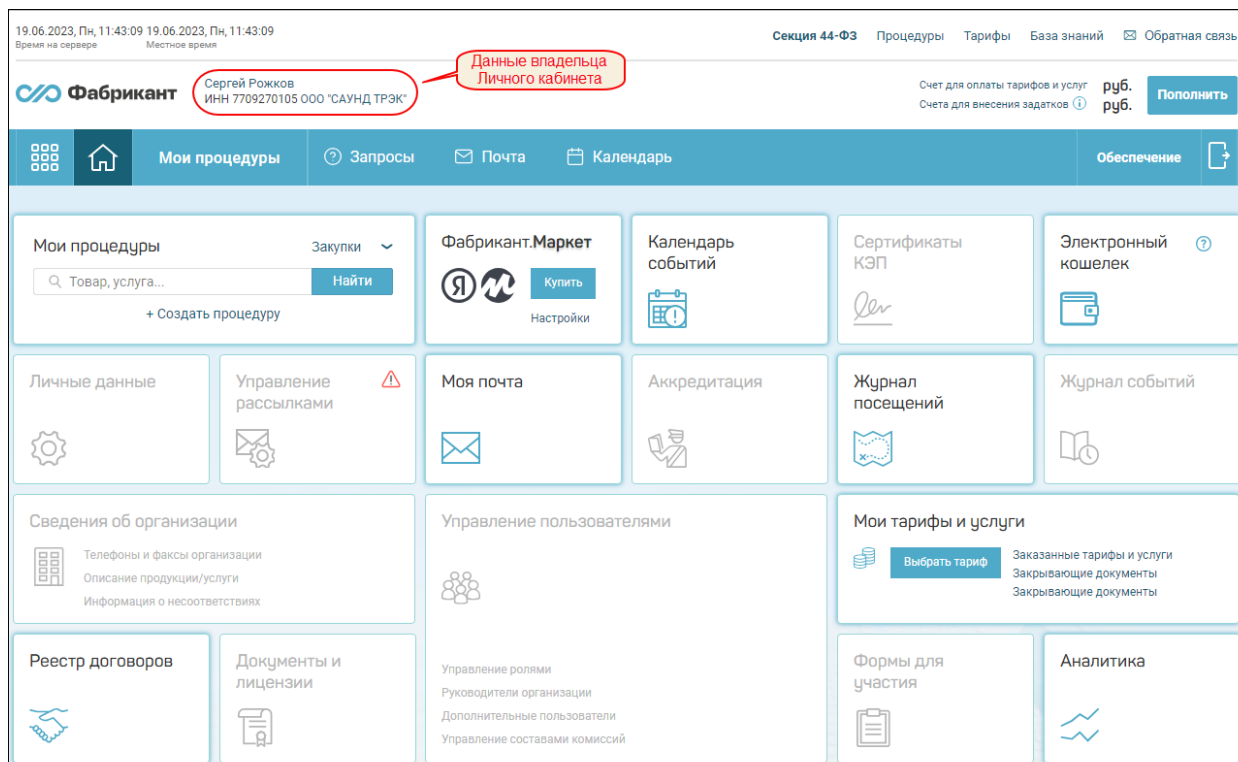 19.06.2023, Пн, 11:43:09 19.06.2023, Пн, 11:43:09
Время на сервере Местное время
Секция 44-ФЗ Процедуры Тарифы База знаний Обратная связь
Данные владельца
Личного кабинета
Фабрикант
Сергей Рожков
ИНН 7709270105 ООО "САУНД ТРЭК"
Счет для оплаты тарифов и услуг руб.
Счета для внесения задатков руб.
Пополнить
Мои процедуры Запросы Почта Календарь Обеспечение
Мои процедуры Закупки
Товар, услуга... Найти
+ Создать процедуру
Фабрикант.Маркет
Я Купить
Настройки
Календарь
событий
Сертификаты
КЭП
Электронный
кошелек
Личные данные
Управление
рассылками
Моя почта
Аккредитация
Журнал
посещений
Журнал событий
Сведения об организации
Телефоны и факсы организации
Описание продукции/услуги
Информация о несоответствиях
Управление пользователями
Управление ролями
Руководители организации
Дополнительные пользователи
Управление составами комиссий
Мои тарифы и услуги
Выбрать тариф
Заказанные тарифы и услуги
Закрывающие документы
Закрывающие документы
Реестр договоров
Документы и
лицензии
Формы для
участия
Аналитика